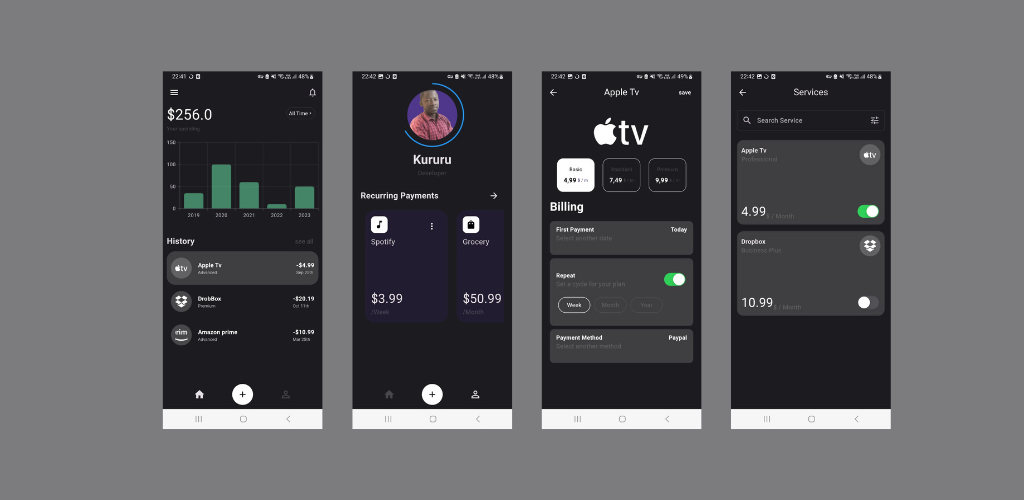 22:41
48%
$256.0
All Time >
Your spending
150
100
50
0
2019 2020 2021 2022 2023
History
see all
tv
Apple Tv
-$4.99
Advanced
DrobBox
-$20.19
Premium
Oct 11th
rim
Amazon prime
-$10.99
Advanced
Mar 20th
+
22:42
48%
Kururu
Developer
Recurring Payments
Spotify
$3.99
/Week
Grocery
$50.99
/Month
+
22:42
49%
Apple Tv
save
tv
Basic
4,99 $ / m
Standard
7,49 $ / m
Premium
9,99 $ / m
Billing
First Payment
Today
Select another date
Repeat
Set a cycle for your plan
Week
Month
Year
Payment Method
Paypal
Select another method
22:42
48%
Services
Search Service
Apple Tv
Professional
tv
4.99 $ / Month
Dropbox
Business Plus
10.99 $ / Month